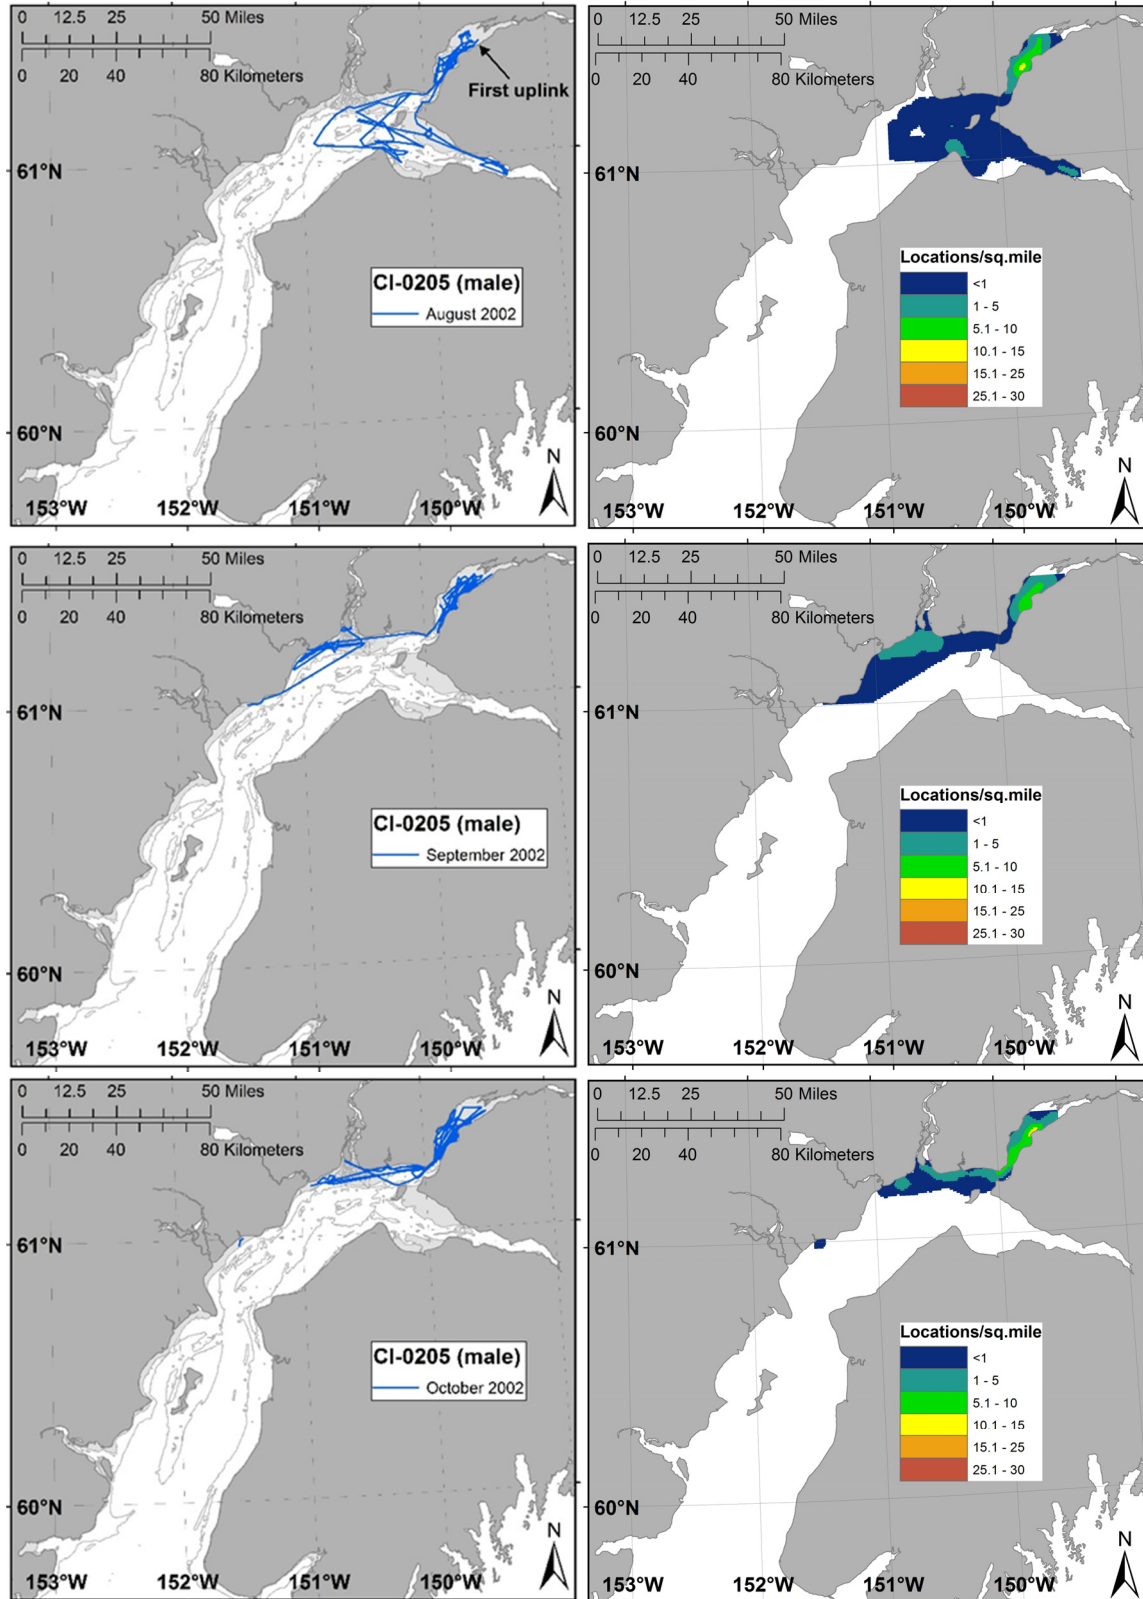 0 12.5 25 50 Miles
0 20 40 80 Kilometers
First uplink
61°N
CI-0205 (male)
August 2002
60°N
N
153°W 152°W 151°W 150°W
0 12.5 25 50 Miles
0 20 40 80 Kilometers
61°N
Locations/sq.mile
<1
1 - 5
5.1 - 10
10.1 - 15
15.1 - 25
25.1 - 30
60°N
N
153°W 152°W 151°W 150°W
0 12.5 25 50 Miles
0 20 40 80 Kilometers
61°N
CI-0205 (male)
September 2002
60°N
N
153°W 152°W 151°W 150°W
0 12.5 25 50 Miles
0 20 40 80 Kilometers
61°N
Locations/sq.mile
<1
1 - 5
5.1 - 10
10.1 - 15
15.1 - 25
25.1 - 30
60°N
N
153°W 152°W 151°W 150°W
0 12.5 25 50 Miles
0 20 40 80 Kilometers
61°N
CI-0205 (male)
October 2002
60°N
N
153°W 152°W 151°W 150°W
0 12.5 25 50 Miles
0 20 40 80 Kilometers
61°N
Locations/sq.mile
<1
1 - 5
5.1 - 10
10.1 - 15
15.1 - 25
25.1 - 30
60°N
N
153°W 152°W 151°W 150°W